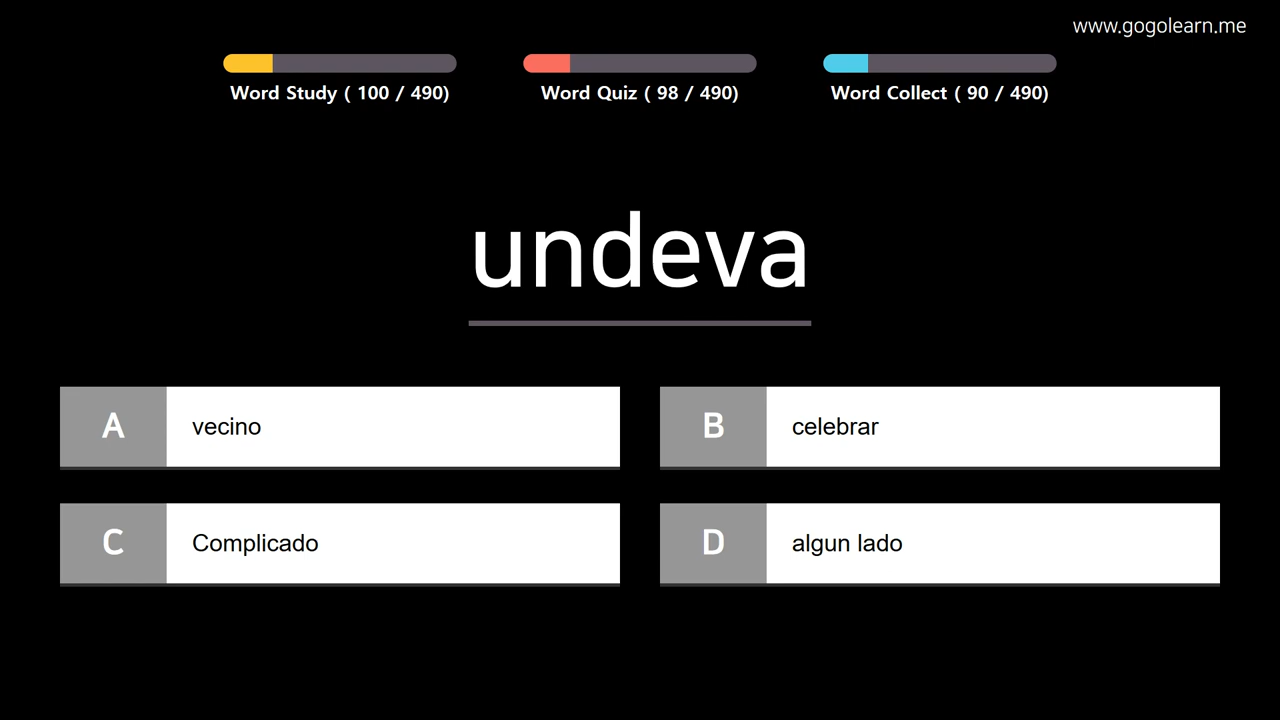 www.gogolearn.me
Word Study ( 100 / 490)
Word Quiz ( 98 / 490)
Word Collect ( 90 / 490)
undeva
A vecino
B celebrar
C Complicado
D algun lado